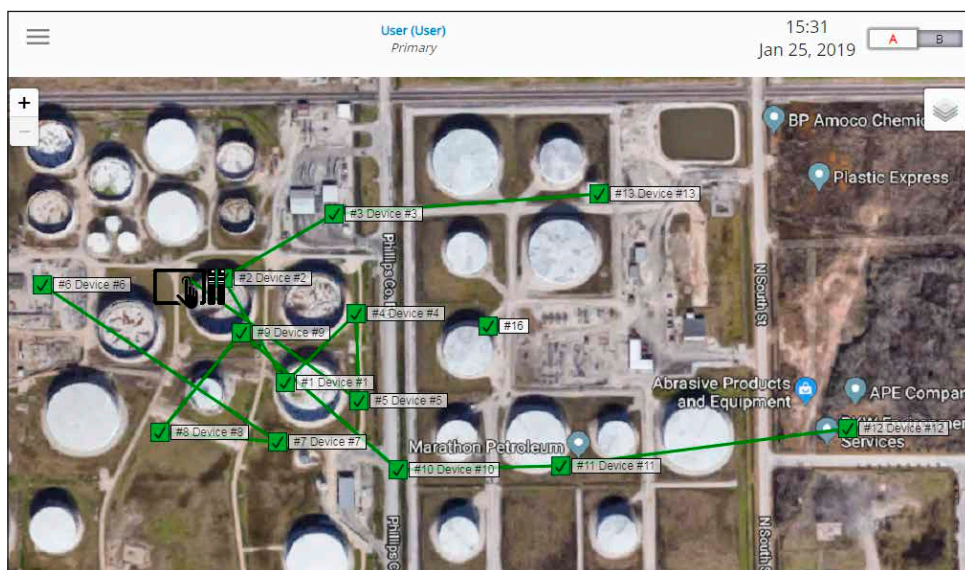 User (User)
Primary
15:31
Jan 25, 2019
A
B
+
−
BP Amoco Chemic
Plastic Express
#13 Device #13
#3 Device #3
#2 Device #2
#6 Device #6
#4 Device #4
#16
#9 Device #9
#1 Device #1
#5 Device #5
#8 Device #8
#7 Device #7
#10 Device #10
#11 Device #11
#12 Device #12
Phillips Co.
Phillips C
N South St
N South S
Abrasive Products
and Equipment
APE Compar
Services
Marathon Petroleum